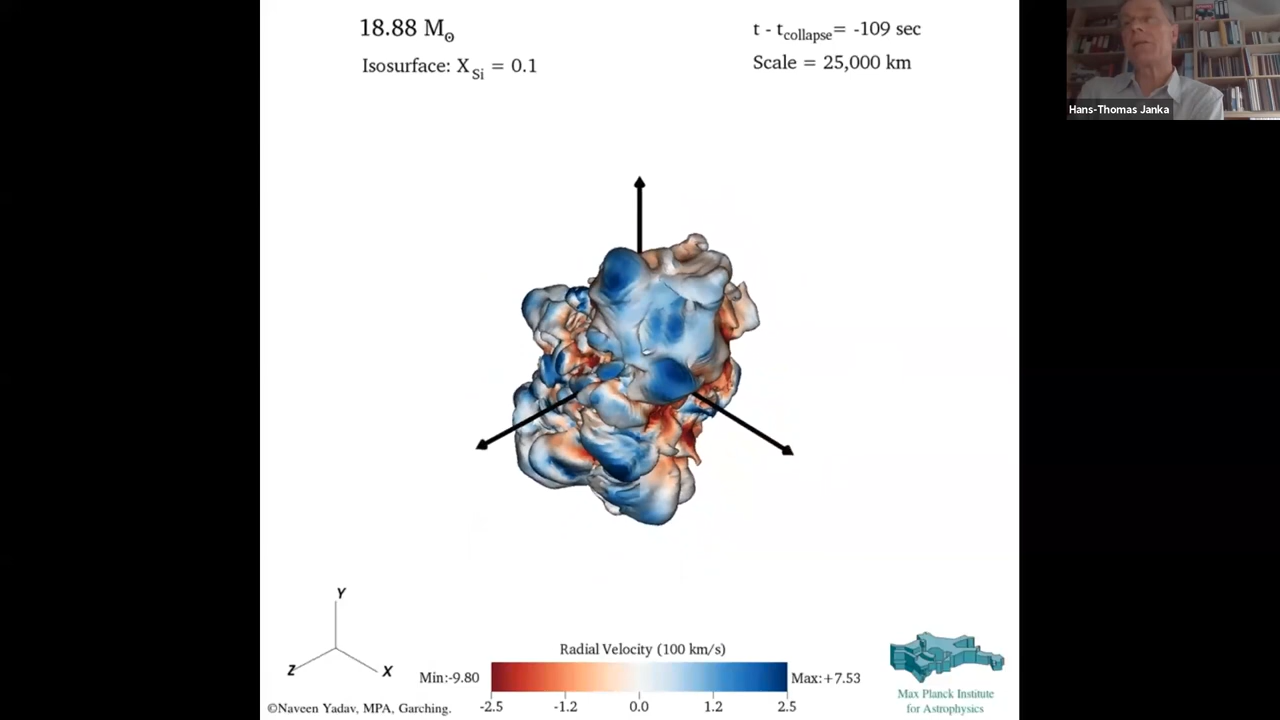 18.88 M⊙
t - t_collapse = -109 sec
Isosurface: X_Si = 0.1
Scale = 25,000 km
Hans-Thomas Janka
Y
Z
X
Radial Velocity (100 km/s)
Min:-9.80
Max:+7.53
-2.5 -1.2 0.0 1.2 2.5
©Naveen Yadav, MPA, Garching.
Max Planck Institute
for Astrophysics